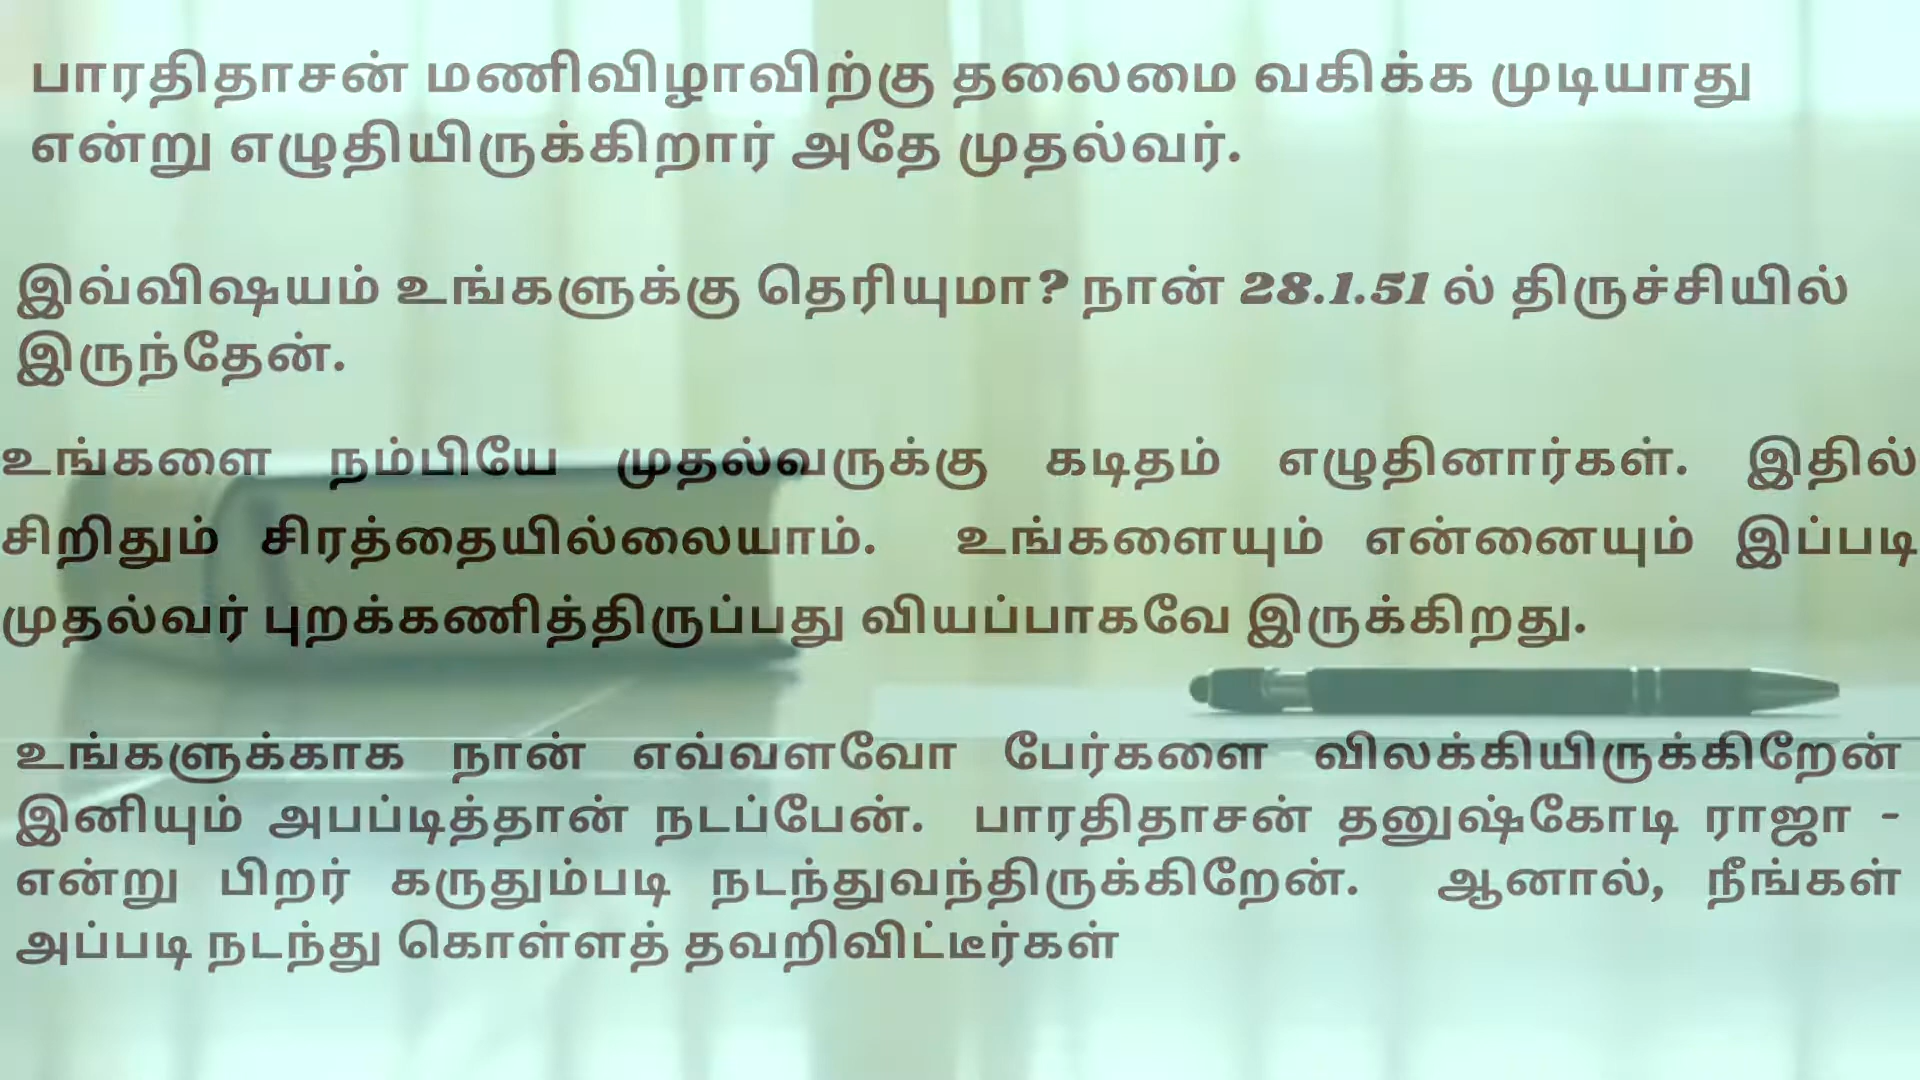 பாரதிதாசன் மணிவிழாவிற்கு தலைமை வகிக்க முடியாது
என்று எழுதியிருக்கிறார் அதே முதல்வர்.
இவ்விஷயம் உங்களுக்கு தெரியுமா? நான் 28.1.51 ல் திருச்சியில்
இருந்தேன்.
உங்களை நம்பியே முதல்வருக்கு கடிதம் எழுதினார்கள். இதில்
சிறிதும் சிரத்தையில்லையாம். உங்களையும் என்னையும் இப்படி
முதல்வர் புறக்கணித்திருப்பது வியப்பாகவே இருக்கிறது.
உங்களுக்காக நான் எவ்வளவோ பேர்களை விலக்கியிருக்கிறேன்
இனியும் அபப்டித்தான் நடப்பேன். பாரதிதாசன் தனுஷ்கோடி ராஜா -
என்று பிறர் கருதும்படி நடந்துவந்திருக்கிறேன். ஆனால், நீங்கள்
அப்படி நடந்து கொள்ளத் தவறிவிட்டீர்கள்